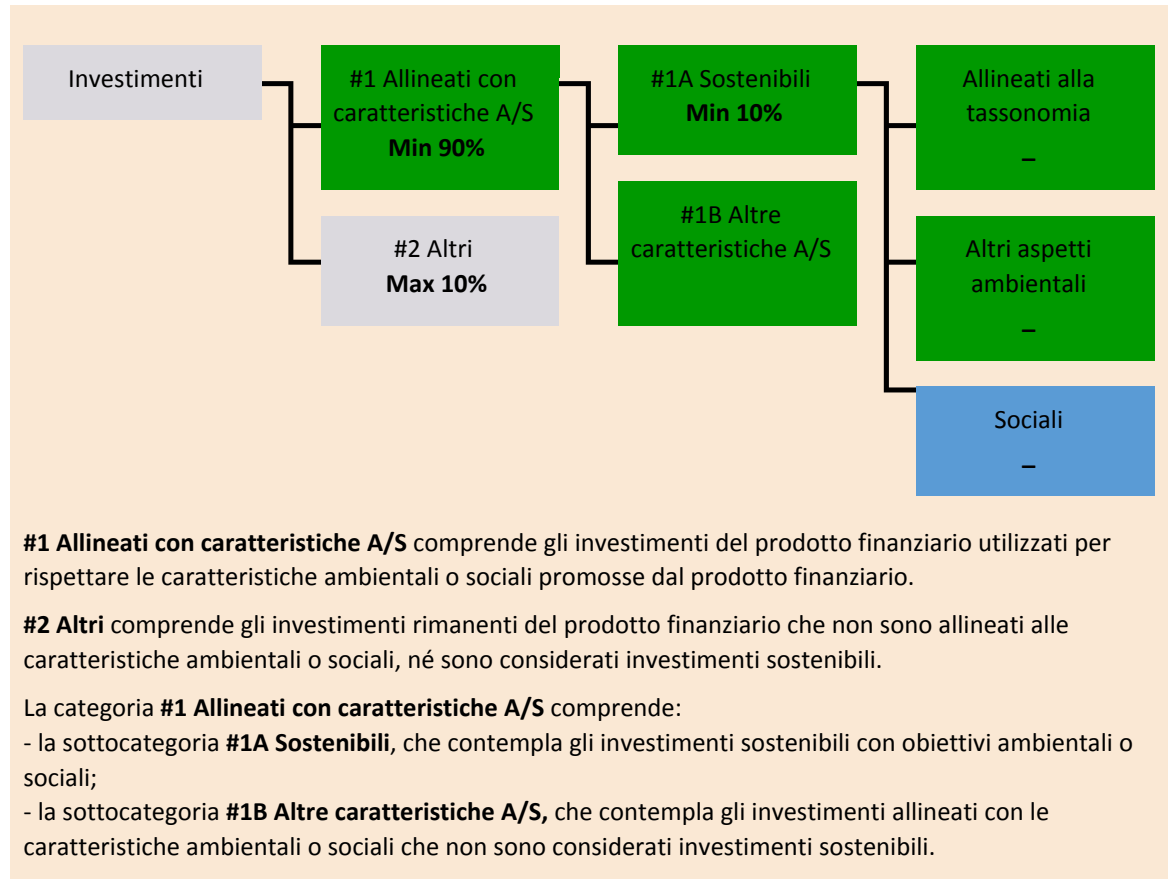 Investimenti
#1 Allineati con
caratteristiche A/S
Min 90%
#2 Altri
Max 10%
#1A Sostenibili
Min 10%
#1B Altre
caratteristiche A/S
Allineati alla
tassonomia
–
Altri aspetti
ambientali
–
Sociali
–
#1 Allineati con caratteristiche A/S comprende gli investimenti del prodotto finanziario utilizzati per
rispettare le caratteristiche ambientali o sociali promosse dal prodotto finanziario.
#2 Altri comprende gli investimenti rimanenti del prodotto finanziario che non sono allineati alle
caratteristiche ambientali o sociali, né sono considerati investimenti sostenibili.
La categoria #1 Allineati con caratteristiche A/S comprende:
- la sottocategoria #1A Sostenibili, che contempla gli investimenti sostenibili con obiettivi ambientali o
sociali;
- la sottocategoria #1B Altre caratteristiche A/S, che contempla gli investimenti allineati con le
caratteristiche ambientali o sociali che non sono considerati investimenti sostenibili.